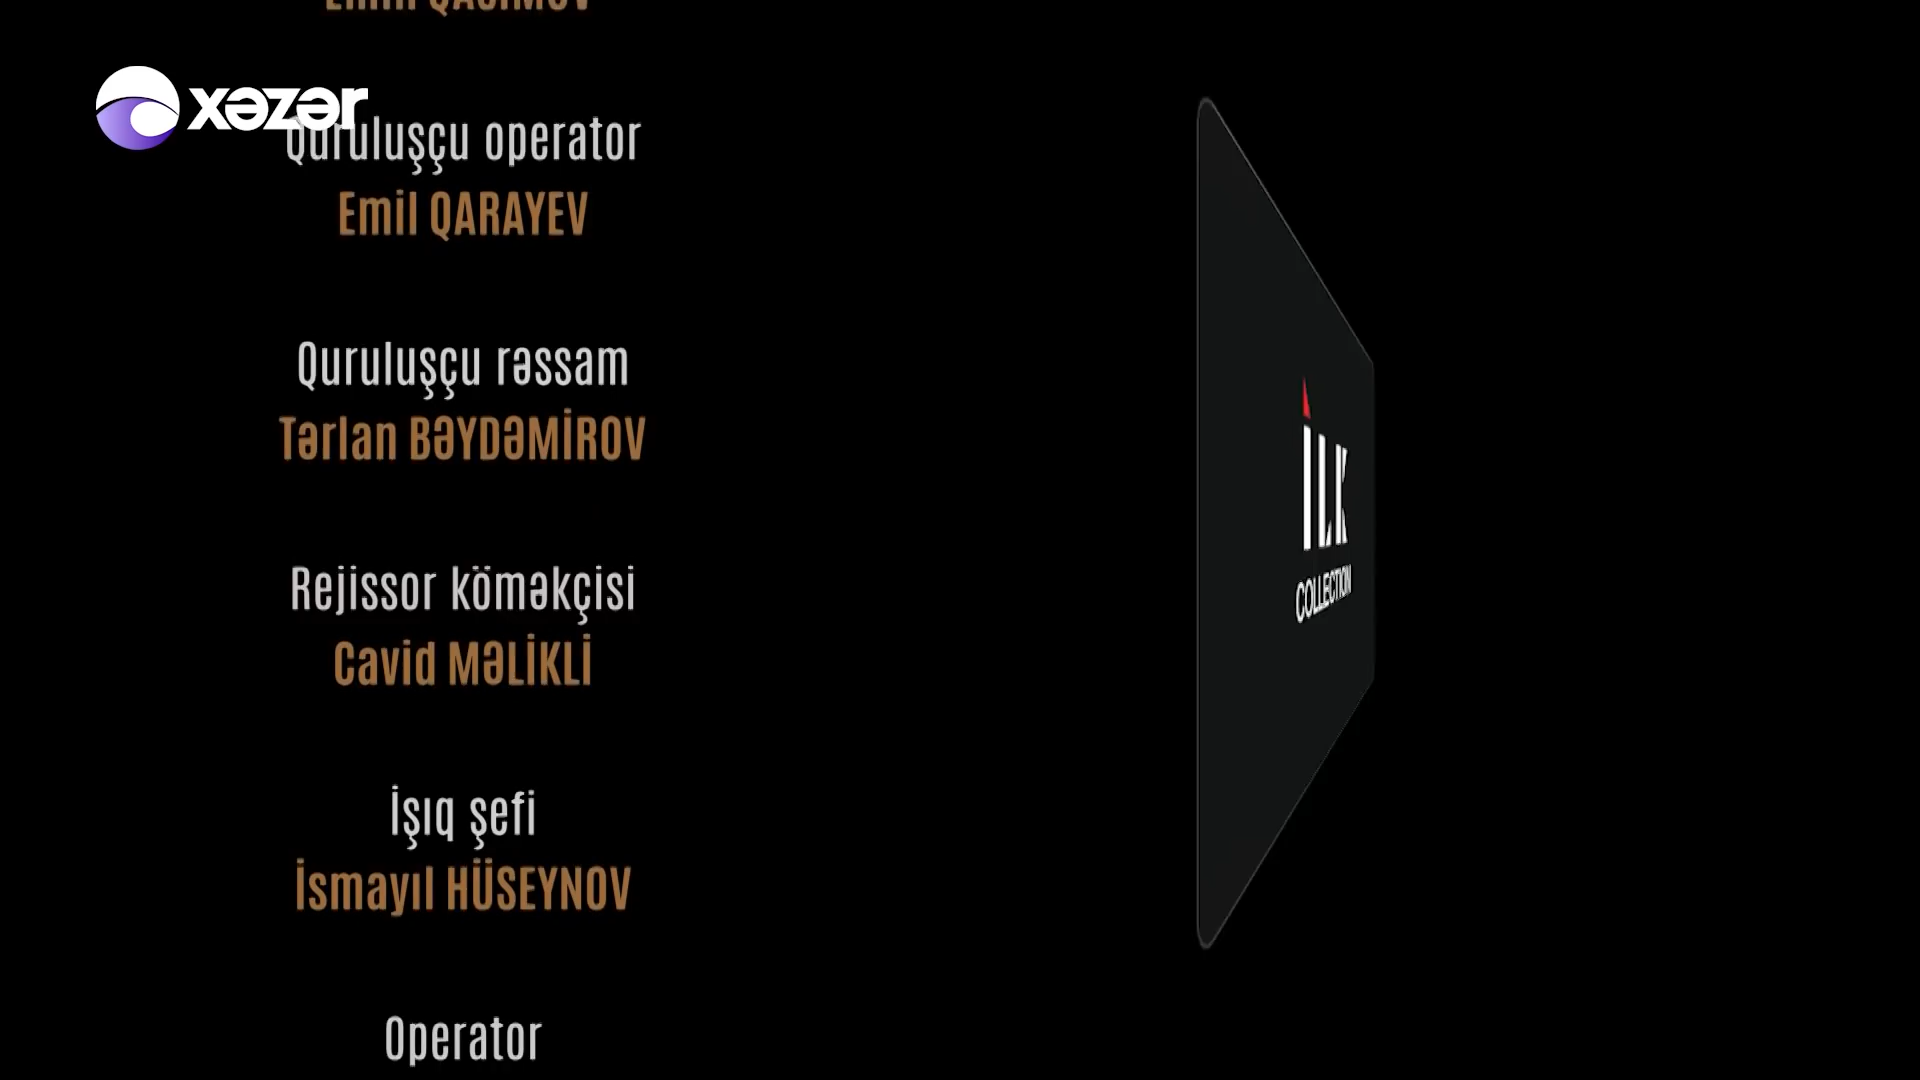 xəzər
Quruluşçu operator
Emil QARAYEV
Quruluşçu rəssam
Tərlan BƏYDƏMİROV
Rejissor köməkçisi
Cavid MƏLİKLİ
İşıq şefi
İsmayıl HÜSEYNOV
Operator
İLK
COLLECTION